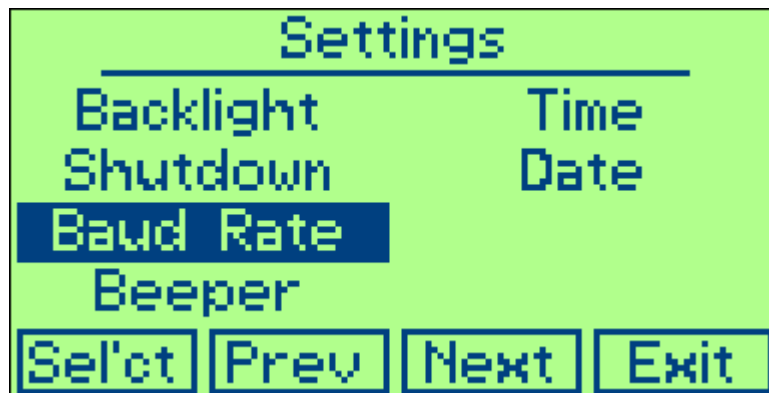 Settings
Backlight Time
Shutdown Date
Baud Rate
Beeper
Sel'ct Prev Next Exit